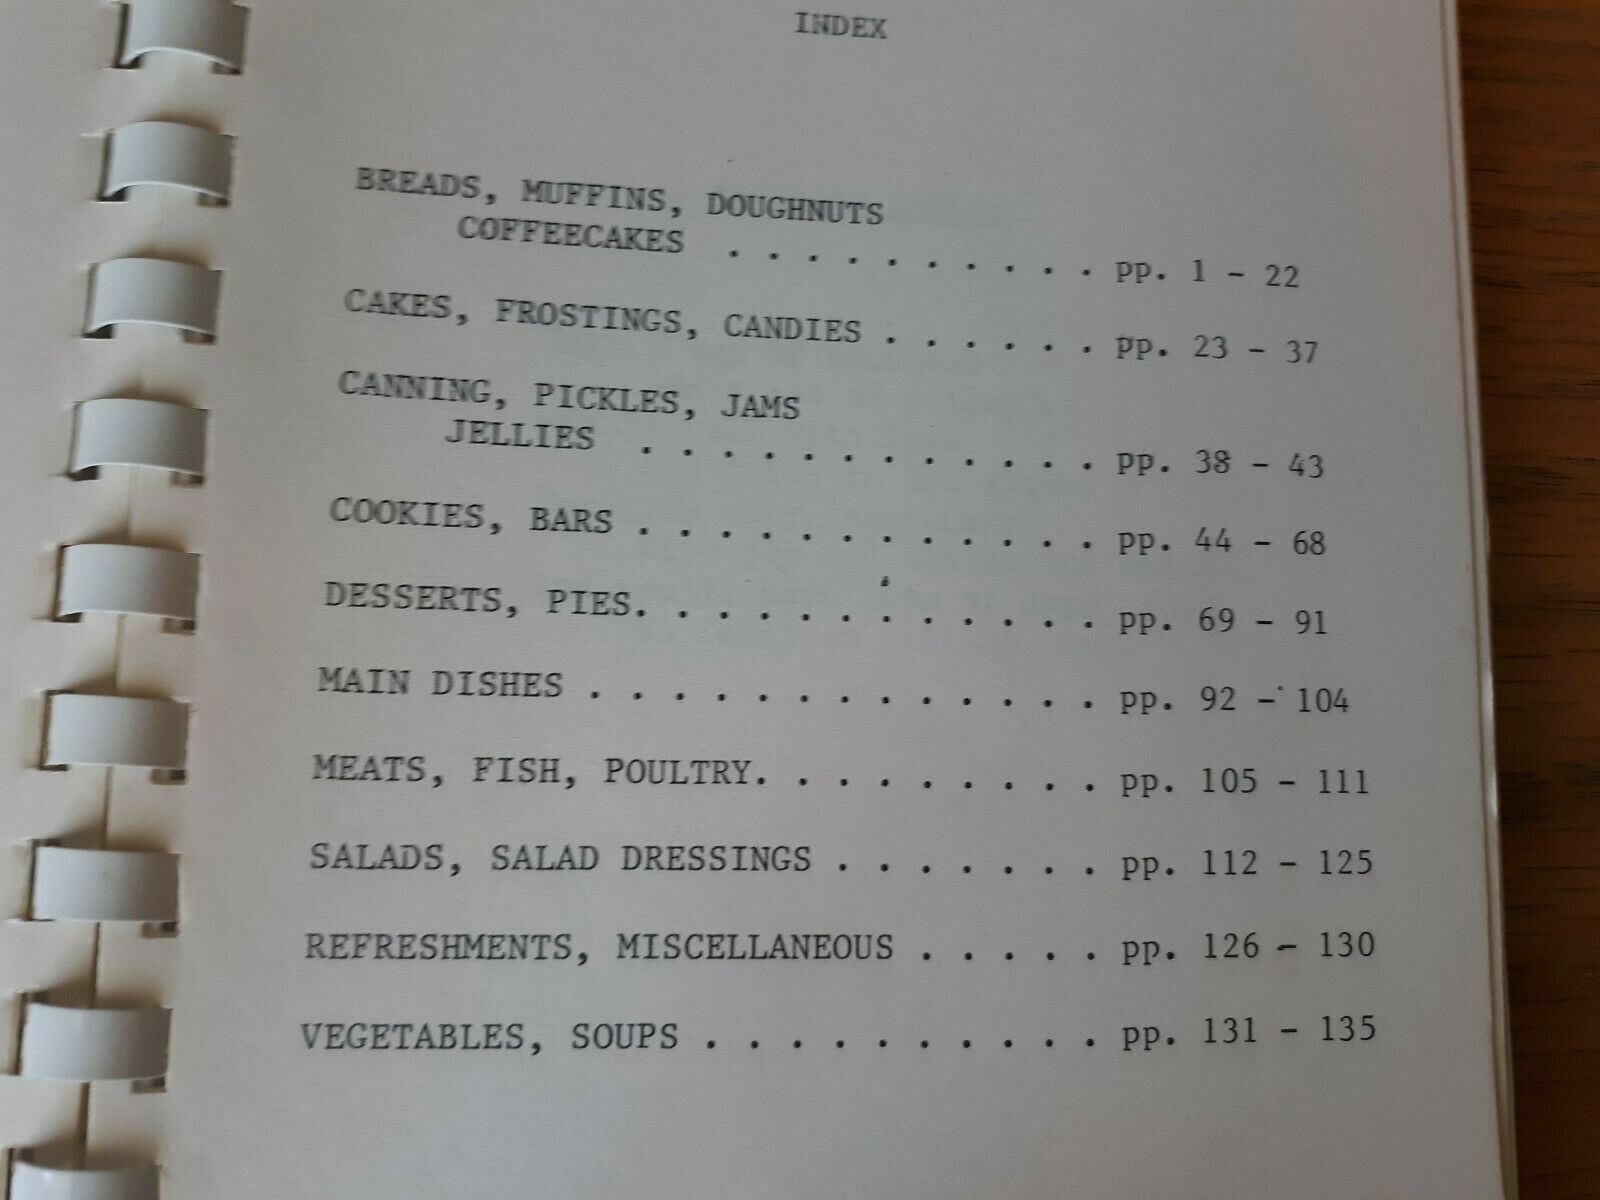 INDEX
BREADS, MUFFINS, DOUGHNUTS
COFFEECAKES . . . . . . . . . . pp. 1 - 22
CAKES, FROSTINGS, CANDIES . . . . . . pp. 23 - 37
CANNING, PICKLES, JAMS
JELLIES . . . . . . . . . . . . pp. 38 - 43
COOKIES, BARS . . . . . . . . . . . . pp. 44 - 68
DESSERTS, PIES. . . . . . . . . . . . pp. 69 - 91
MAIN DISHES . . . . . . . . . . . . . pp. 92 - 104
MEATS, FISH, POULTRY. . . . . . . . . pp. 105 - 111
SALADS, SALAD DRESSINGS . . . . . . . pp. 112 - 125
REFRESHMENTS, MISCELLANEOUS . . . . . pp. 126 - 130
VEGETABLES, SOUPS . . . . . . . . . . pp. 131 - 135